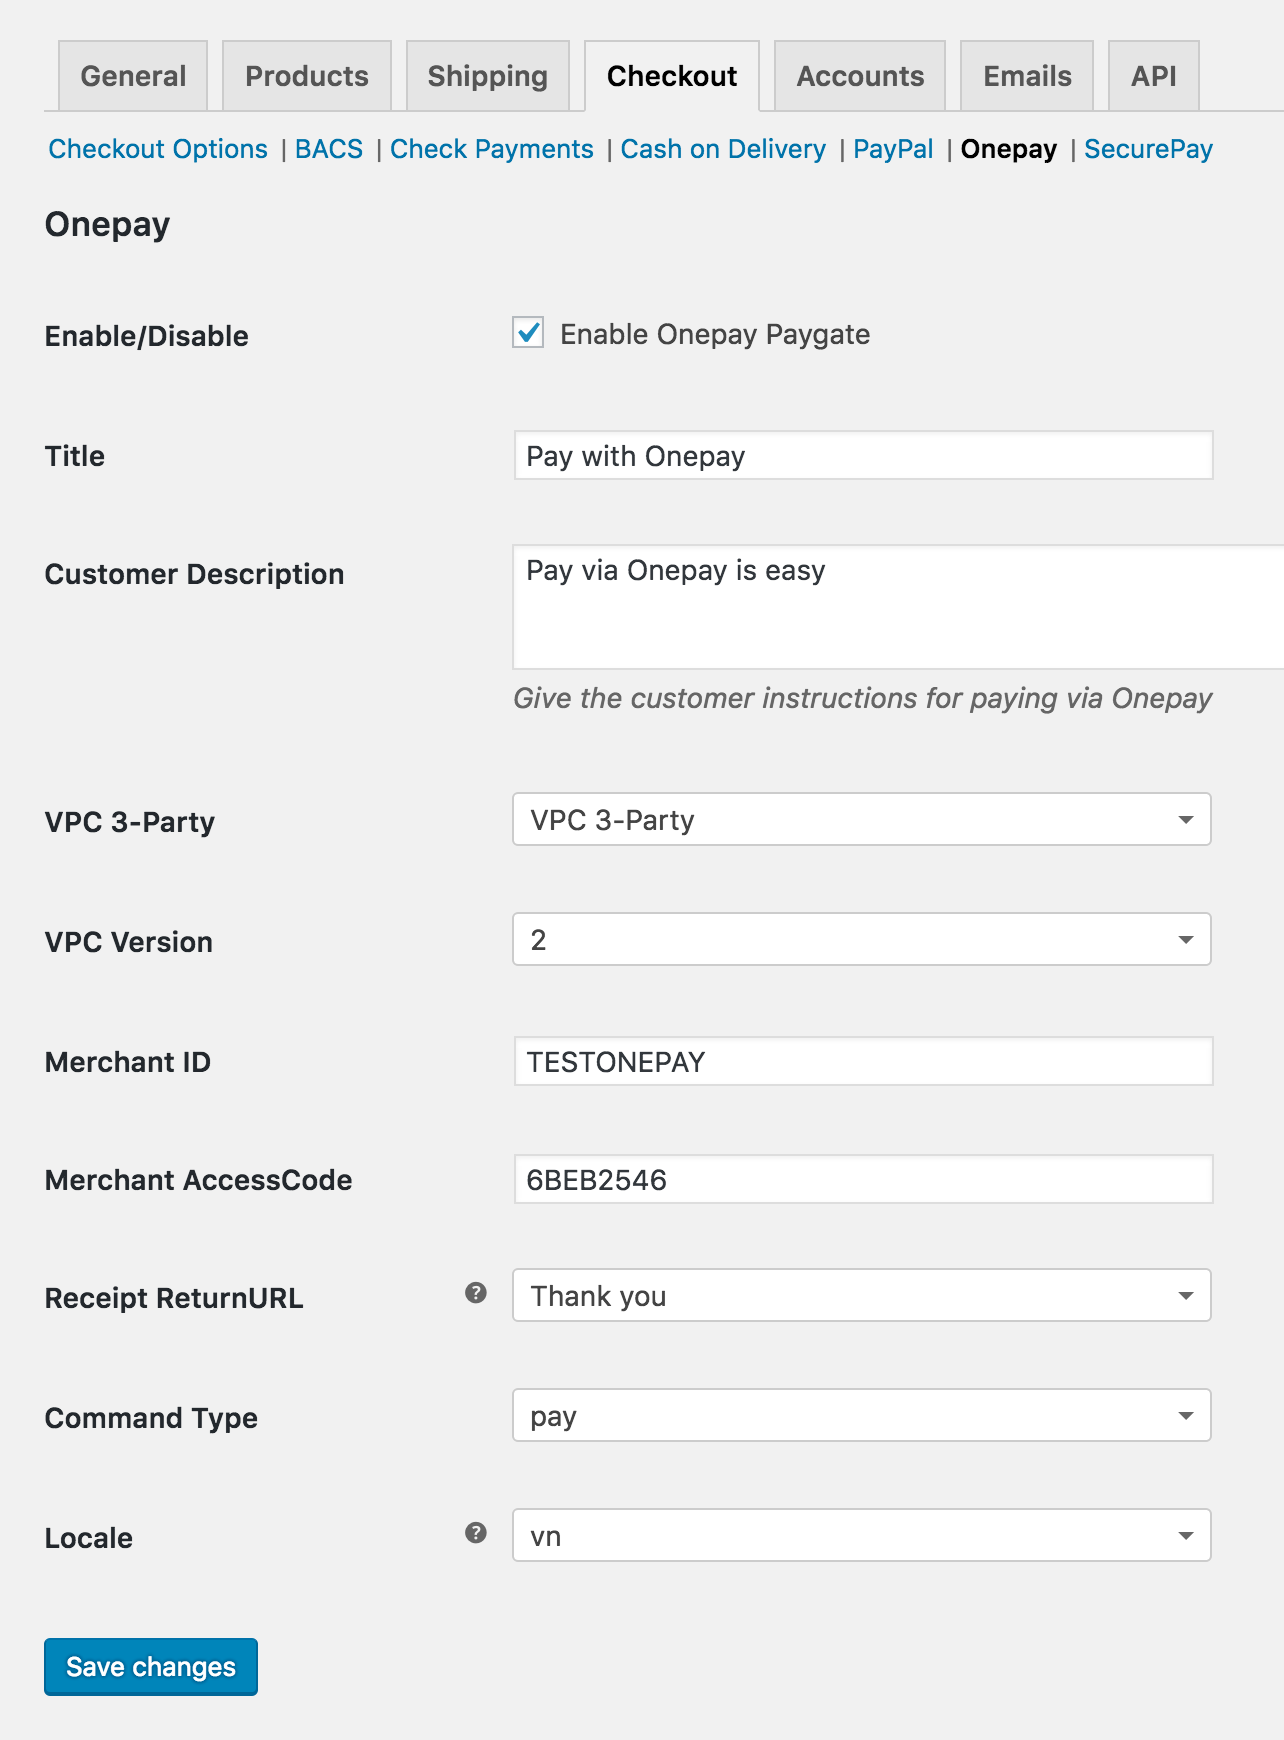 General Products Shipping Checkout Accounts Emails API
Checkout Options | BACS | Check Payments | Cash on Delivery | PayPal | Onepay | SecurePay
Onepay
Enable/Disable Enable Onepay Paygate
Title Pay with Onepay
Customer Description Pay via Onepay is easy
Give the customer instructions for paying via Onepay
VPC 3-Party VPC 3-Party
VPC Version 2
Merchant ID TESTONEPAY
Merchant AccessCode 6BEB2546
Receipt ReturnURL ? Thank you
Command Type pay
Locale ? vn
Save changes